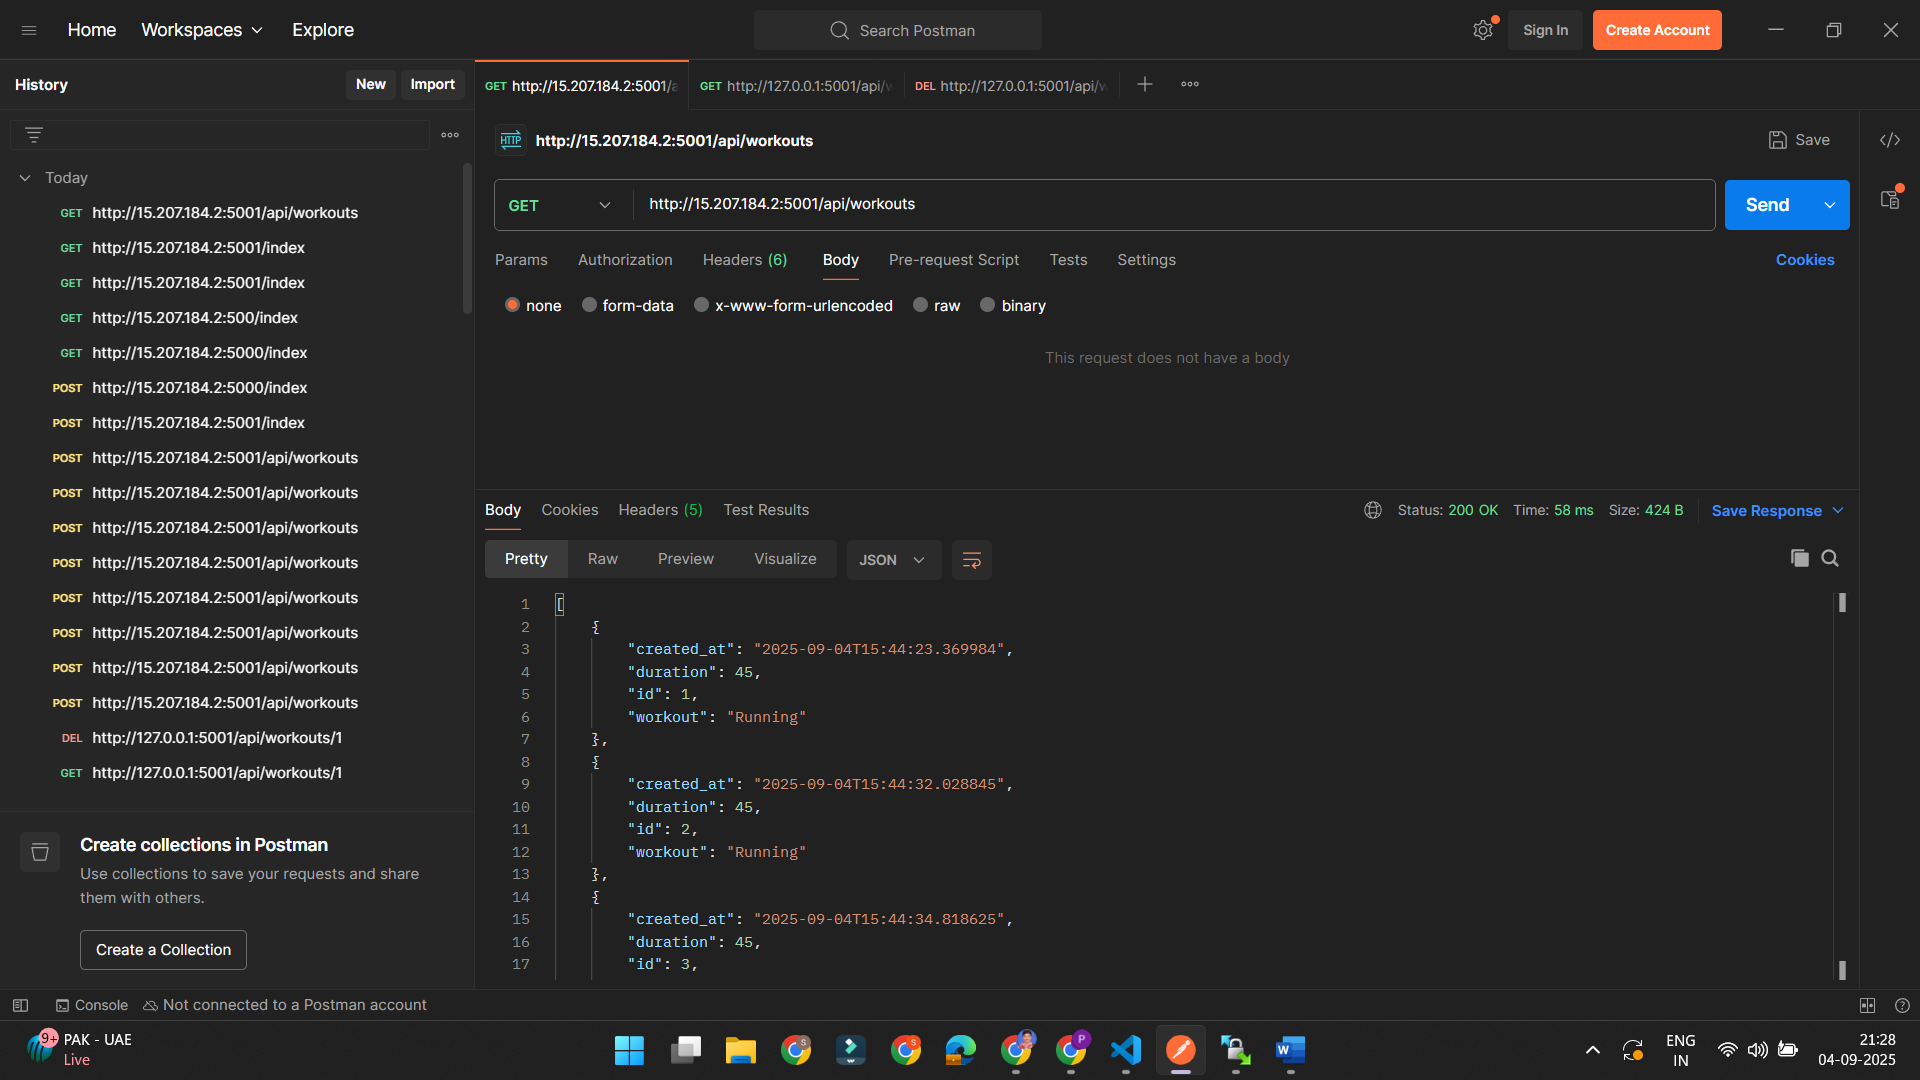 Home
Workspaces
Explore
Search Postman
Sign In
Create Account
History
New
Import
GET http://15.207.184.2:5001/a
GET http://127.0.0.1:5001/api/w
DEL http://127.0.0.1:5001/api/w
HTTP
http://15.207.184.2:5001/api/workouts
Save
Today
GET http://15.207.184.2:5001/api/workouts
GET http://15.207.184.2:5001/index
GET http://15.207.184.2:5001/index
GET http://15.207.184.2:500/index
GET http://15.207.184.2:5000/index
POST http://15.207.184.2:5000/index
POST http://15.207.184.2:5001/index
POST http://15.207.184.2:5001/api/workouts
POST http://15.207.184.2:5001/api/workouts
POST http://15.207.184.2:5001/api/workouts
POST http://15.207.184.2:5001/api/workouts
POST http://15.207.184.2:5001/api/workouts
POST http://15.207.184.2:5001/api/workouts
POST http://15.207.184.2:5001/api/workouts
POST http://15.207.184.2:5001/api/workouts
DEL http://127.0.0.1:5001/api/workouts/1
GET http://127.0.0.1:5001/api/workouts/1
Create collections in Postman
Use collections to save your requests and share
them with others.
Create a Collection
GET http://15.207.184.2:5001/api/workouts
Send
Params Authorization Headers (6) Body Pre-request Script Tests Settings
Cookies
none form-data x-www-form-urlencoded raw binary
This request does not have a body
Body Cookies Headers (5) Test Results
Status: 200 OK Time: 58 ms Size: 424 B
Save Response
Pretty Raw Preview Visualize JSON
1 [
2 {
3 "created_at": "2025-09-04T15:44:23.369984",
4 "duration": 45,
5 "id": 1,
6 "workout": "Running"
7 },
8 {
9 "created_at": "2025-09-04T15:44:32.028845",
10 "duration": 45,
11 "id": 2,
12 "workout": "Running"
13 },
14 {
15 "created_at": "2025-09-04T15:44:34.818625",
16 "duration": 45,
17 "id": 3,
Console
Not connected to a Postman account
9+
PAK - UAE
Live
S
S
P
W
ENG
IN
21:28
04-09-2025